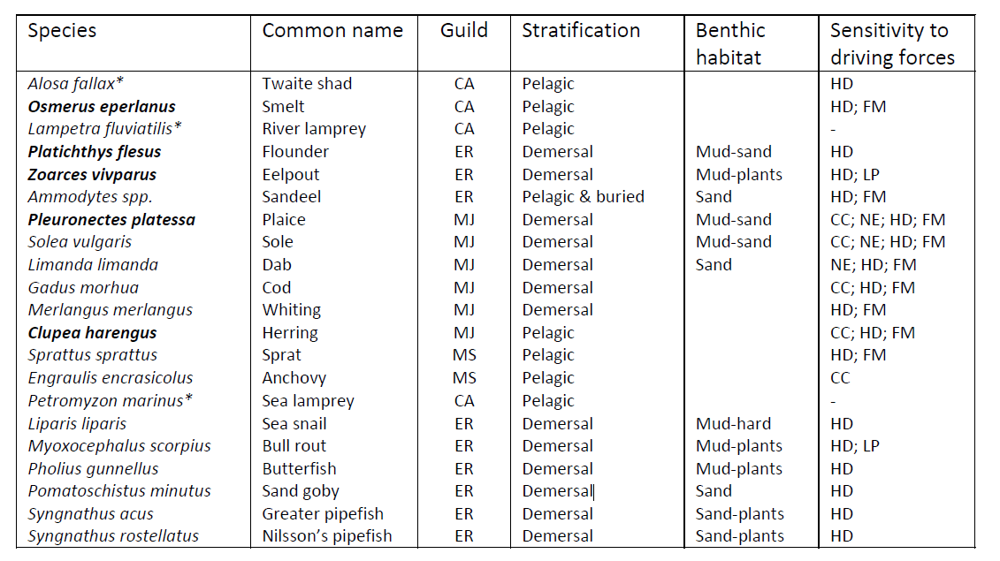 Species Common name Guild Stratification Benthic habitat Sensitivity to driving forces
Alosa fallax* Twaite shad CA Pelagic HD
Osmerus eperlanus Smelt CA Pelagic HD; FM
Lampetra fluviatilis* River lamprey CA Pelagic -
Platichthys flesus Flounder ER Demersal Mud-sand HD
Zoarces vivparus Eelpout ER Demersal Mud-plants HD; LP
Ammodytes spp. Sandeel ER Pelagic & buried Sand HD; FM
Pleuronectes platessa Plaice MJ Demersal Mud-sand CC; NE; HD; FM
Solea vulgaris Sole MJ Demersal Mud-sand CC; NE; HD; FM
Limanda limanda Dab MJ Demersal Sand NE; HD; FM
Gadus morhua Cod MJ Demersal CC; HD; FM
Merlangus merlangus Whiting MJ Demersal HD; FM
Clupea harengus Herring MJ Pelagic CC; HD; FM
Sprattus sprattus Sprat MS Pelagic HD; FM
Engraulis encrasicolus Anchovy MS Pelagic CC
Petromyzon marinus* Sea lamprey CA Pelagic -
Liparis liparis Sea snail ER Demersal Mud-hard HD
Myoxocephalus scorpius Bull rout ER Demersal Mud-plants HD; LP
Pholius gunnellus Butterfish ER Demersal Mud-plants HD
Pomatoschistus minutus Sand goby ER Demersal Sand HD
Syngnathus acus Greater pipefish ER Demersal Sand-plants HD
Syngnathus rostellatus Nilsson's pipefish ER Demersal Sand-plants HD